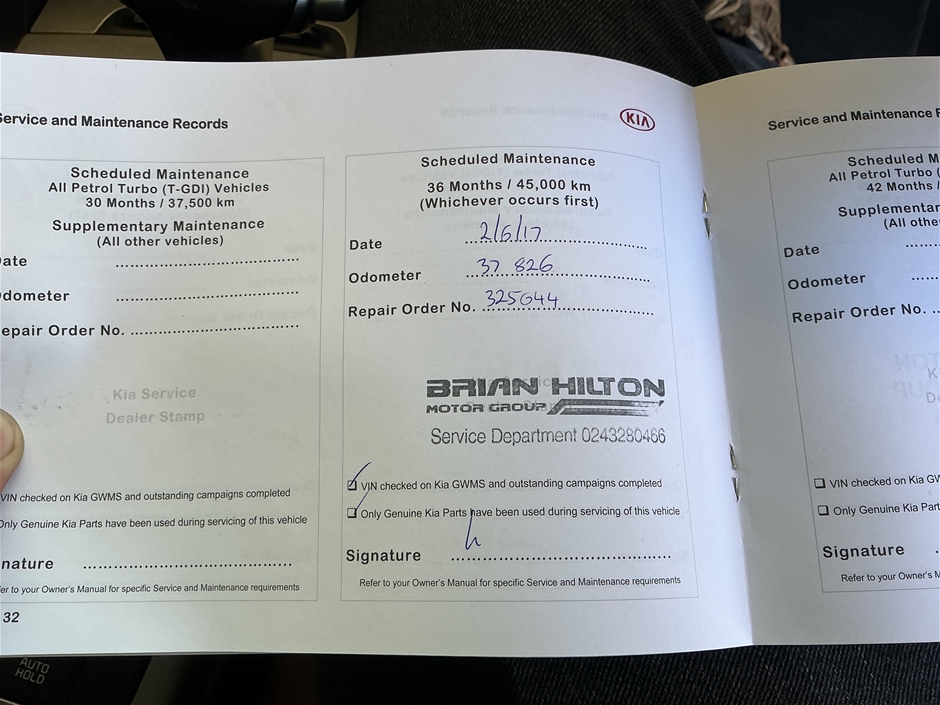 Service and Maintenance Records
Scheduled Maintenance
All Petrol Turbo (T-GDI) Vehicles
30 Months / 37,500 km
Supplementary Maintenance
(All other vehicles)
ate
dometer
epair Order No.
Kia Service
Dealer Stamp
VIN checked on Kia GWMS and outstanding campaigns completed
Only Genuine Kia Parts have been used during servicing of this vehicle
nature
er to your Owner's Manual for specific Service and Maintenance requirements
32
KIA
Scheduled Maintenance
36 Months / 45,000 km
(Whichever occurs first)
Date 2/6/17
Odometer 37 826
Repair Order No. 325644
BRIAN HILTON
MOTOR GROUP
Service Department 0243280466
VIN checked on Kia GWMS and outstanding campaigns completed
Only Genuine Kia Parts have been used during servicing of this vehicle
Signature
Refer to your Owner's Manual for specific Service and Maintenance requirements
Service and Maintenance R
Scheduled M
All Petrol Turbo (
42 Months /
Supplementar
(All othe
Date
Odometer
Repair Order No.
K
De
VIN checked on Kia GW
Only Genuine Kia Part
Signature
Refer to your Owner's M
AUTO
HOLD